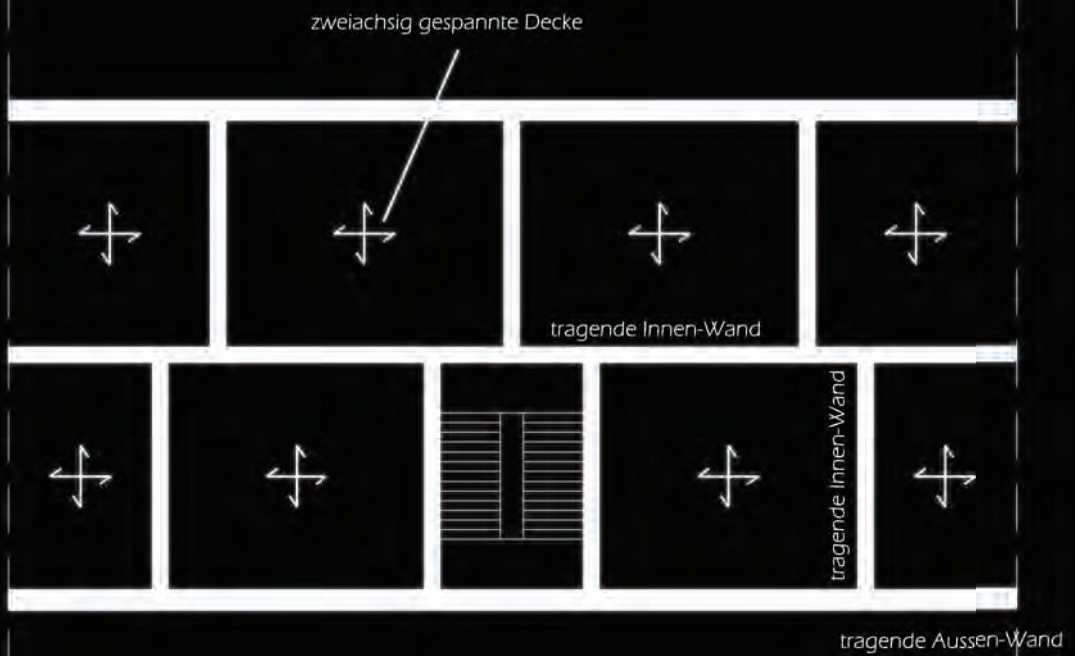 zweiachsig gespannte Decke
tragende Innen-Wand
tragende Innen-Wand
tragende Aussen-Wand